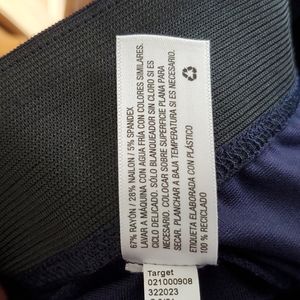 67% RAYÓN / 28% NAILON / 5% SPANDEX
LAVAR A MAQUINA CON AGUA FRÍA CON COLORES SIMILARES.
CICLO DELICADO. SÓLO BLANQUEADOR SIN CLORO SI ES
NECESARIO. COLOCAR SOBRE SUPERFICIE PLANA PARA
SECAR. PLANCHAR A BAJA TEMPERATURA SI ES NECESARIO.
ETIQUETA ELABORADA CON PLÁSTICO
100 % RECICLADO
Target
021000908
322023